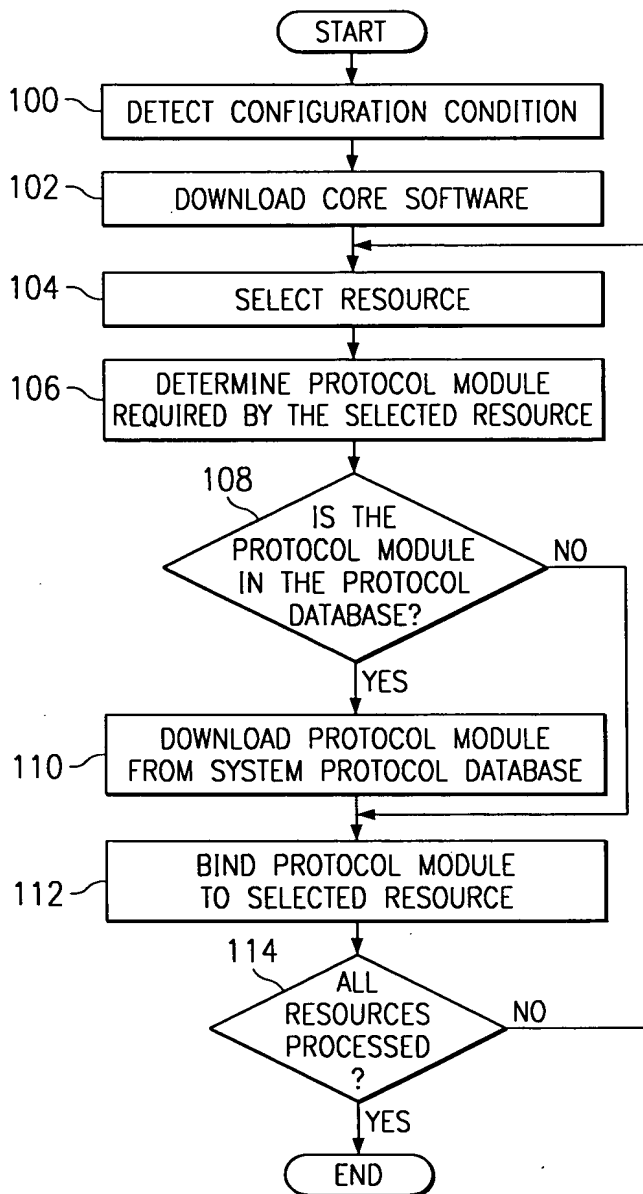 START
100
DETECT CONFIGURATION CONDITION
102
DOWNLOAD CORE SOFTWARE
104
SELECT RESOURCE
106
DETERMINE PROTOCOL MODULE
REQUIRED BY THE SELECTED RESOURCE
108
IS THE
PROTOCOL MODULE
IN THE PROTOCOL
DATABASE?
NO
YES
110
DOWNLOAD PROTOCOL MODULE
FROM SYSTEM PROTOCOL DATABASE
112
BIND PROTOCOL MODULE
TO SELECTED RESOURCE
114
ALL
RESOURCES
PROCESSED
?
NO
YES
END